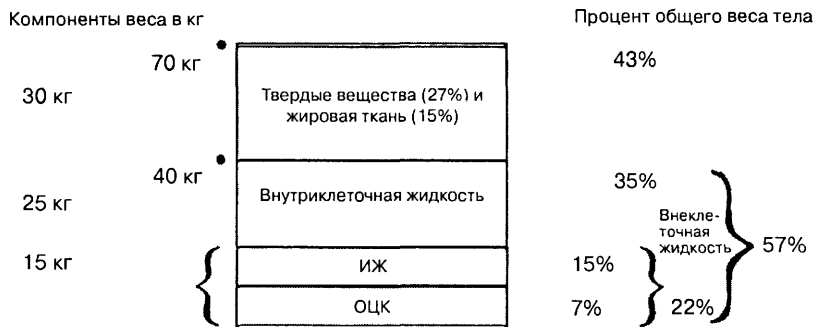 Компоненты веса в кг
Процент общего веса тела
70 кг
43%
30 кг
Твердые вещества (27%) и
жировая ткань (15%)
40 кг
35%
25 кг
Внутриклеточная жидкость
Внекле-
точная
жидкость
57%
15 кг
ИЖ
15%
ОЦК
7%
22%